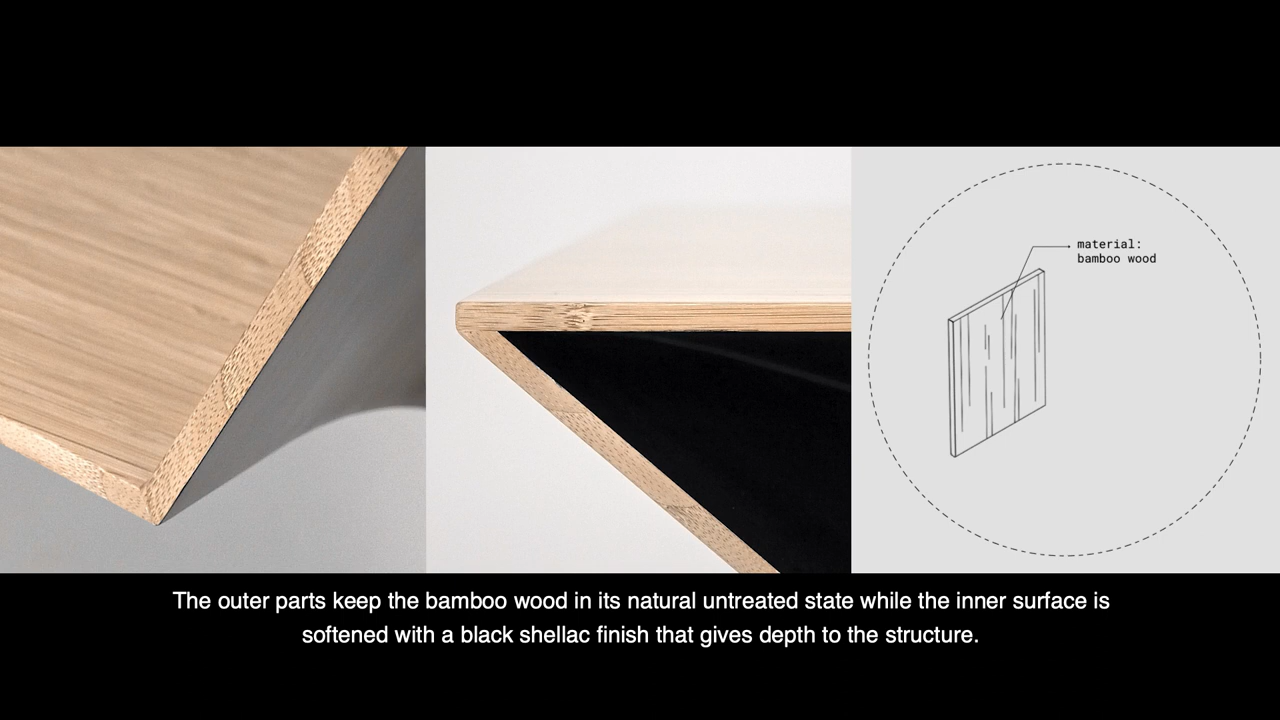 material:
bamboo wood
The outer parts keep the bamboo wood in its natural untreated state while the inner surface is
softened with a black shellac finish that gives depth to the structure.